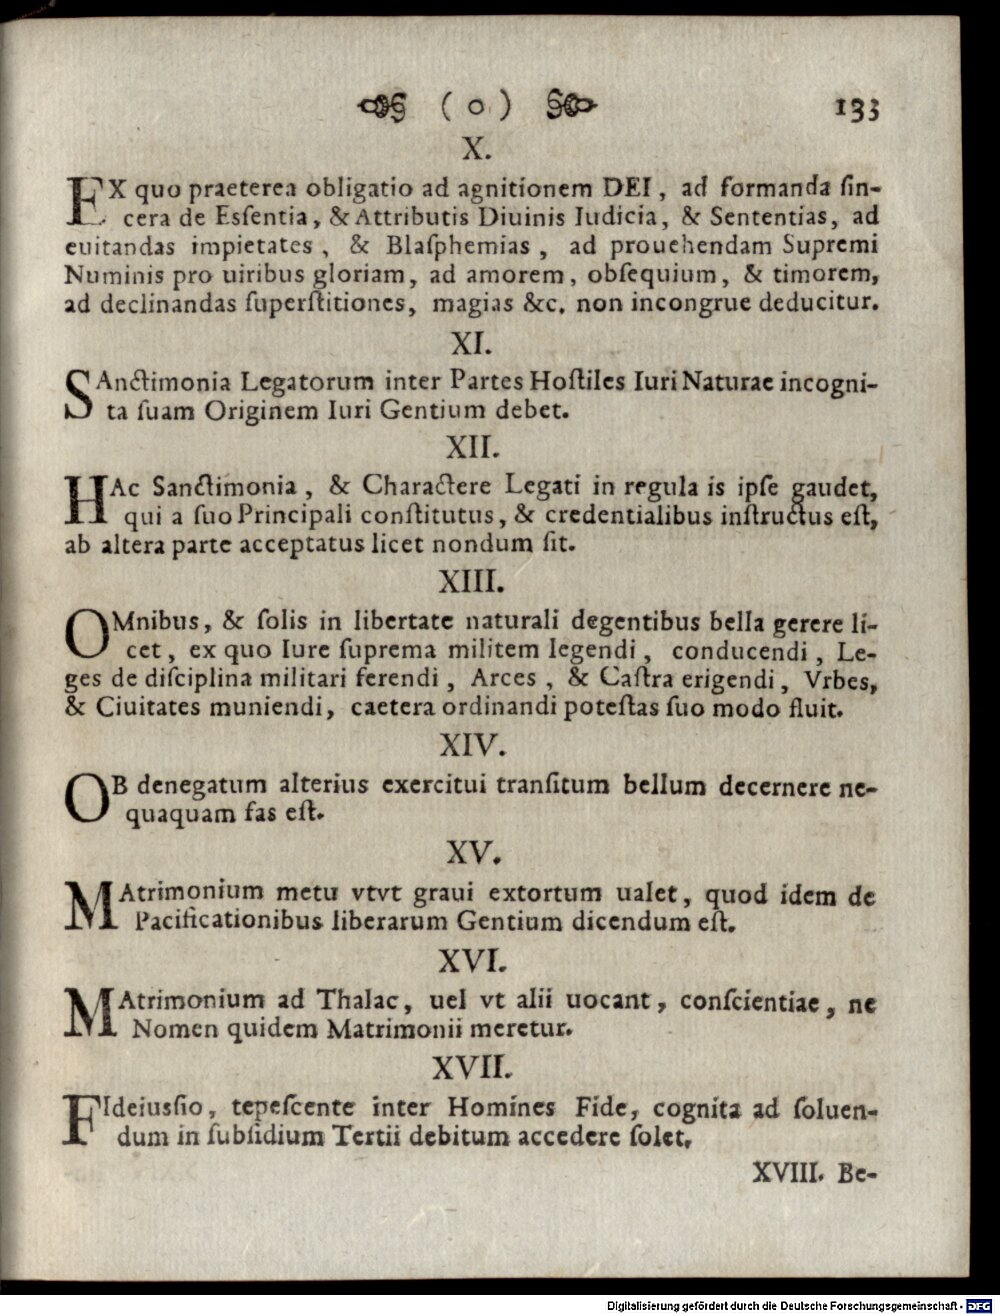 ( o ) 133
X.
EX quo praeterea obligatio ad agnitionem DEI, ad formanda ſin-
cera de Eſsentia, & Attributis Diuinis Iudicia, & Sententias, ad
euitandas impietates, & Blaſphemias, ad prouehendam Supremi
Numinis pro uiribus gloriam, ad amorem, obſequium, & timorem,
ad declinandas ſuperſtitiones, magias &c. non incongrue deducitur.
XI.
SAnctimonia Legatorum inter Partes Hoſtiles Iuri Naturae incogni-
ta ſuam Originem Iuri Gentium debet.
XII.
HAc Sanctimonia, & Charactere Legati in regula is ipſe gaudet,
qui a ſuo Principali conſtitutus, & credentialibus inſtructus eſt,
ab altera parte acceptatus licet nondum ſit.
XIII.
OMnibus, & ſolis in libertate naturali degentibus bella gerere li-
cet, ex quo Iure ſuprema militem legendi, conducendi, Le-
ges de diſciplina militari ferendi, Arces, & Caſtra erigendi, Vrbes,
& Ciuitates muniendi, caetera ordinandi poteſtas ſuo modo fluit.
XIV.
OB denegatum alterius exercitui tranſitum bellum decernere ne-
quaquam fas eſt.
XV.
MAtrimonium metu vtvt graui extortum ualet, quod idem de
Pacificationibus liberarum Gentium dicendum eſt.
XVI.
MAtrimonium ad Thalac, uel vt alii uocant, conſcientiae, ne
Nomen quidem Matrimonii meretur.
XVII.
FIdeiuſsio, tepeſcente inter Homines Fide, cognita ad ſoluen-
dum in ſubſidium Tertii debitum accedere ſolet.
XVIII. Be-
Digitalisierung gefördert durch die Deutsche Forschungsgemeinschaft - DFG